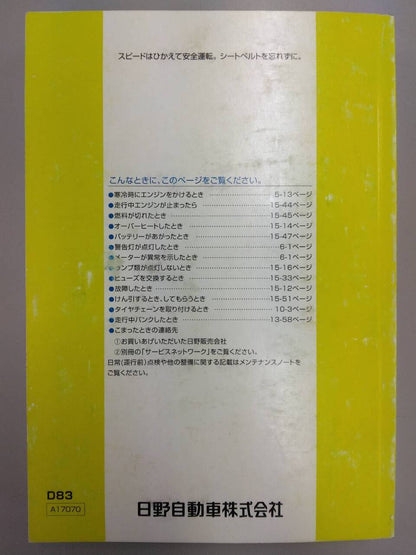 スピードはひかえて安全運転。シートベルトを忘れずに。
こんなときに、このページをご覧ください。
●寒冷時にエンジンをかけるとき 5-13ページ
●走行中エンジンが止まったら 15-44ページ
●燃料が切れたとき 15-45ページ
●オーバーヒートしたとき 15-14ページ
●バッテリーがあがったとき 15-47ページ
●警告灯が点灯したとき 6-1ページ
●メーターが異常を示したとき 6-1ページ
●ランプ類が点灯しないとき 15-16ページ
●ヒューズを交換するとき 15-33ページ
●故障したとき 15-12ページ
●けん引するとき、してもらうとき 15-51ページ
●タイヤチェーンを取り付けるとき 10-3ページ
●走行中パンクしたとき 13-58ページ
●こまったときの連絡先
①お買いあげいただいた日野販売会社
②別冊の「サービスネットワーク」をご覧ください。
日常(運行前)点検や他の整備に関する記載はメンテナンスノートを
ご覧ください。
D83
A17070
日野自動車株式会社